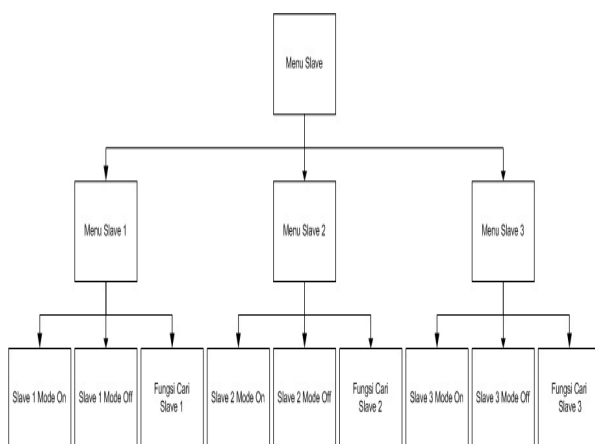 Menu Slave
Menu Slave 1
Menu Slave 2
Menu Slave 3
Slave 1 Mode On
Slave 1 Mode Off
Fungsi Cari
Slave 1
Slave 2 Mode On
Slave 2 Mode Off
Fungsi Cari
Slave 2
Slave 3 Mode On
Slave 3 Mode Off
Fungsi Cari
Slave 3